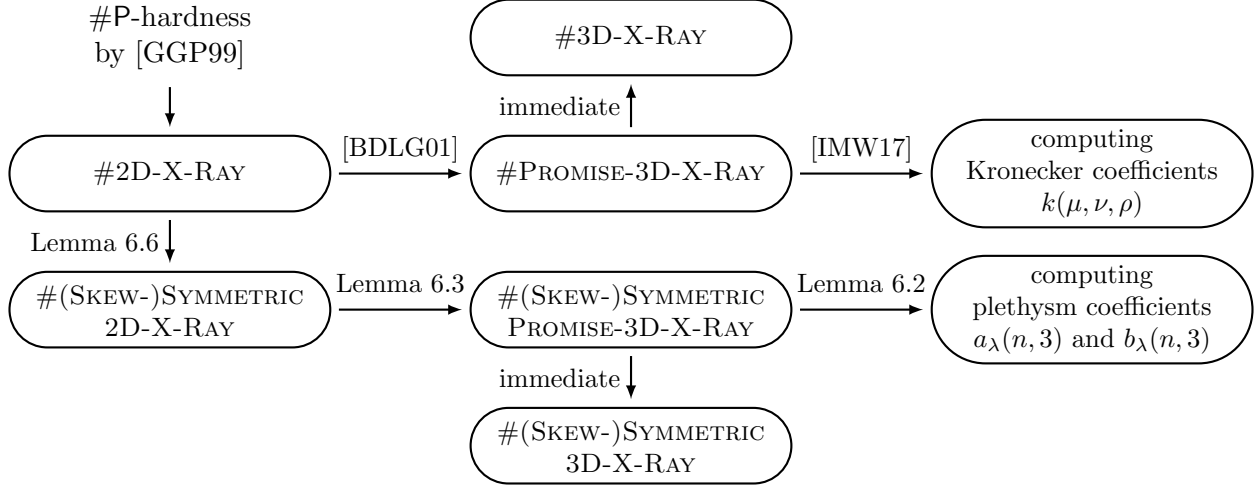 #P-hardness
by [GGP99]
#3D-X-RAY
immediate
#2D-X-RAY
[BDLG01]
#PROMISE-3D-X-RAY
[IMW17]
computing
Kronecker coefficients
k(μ, ν, ρ)
Lemma 6.6
#(SKEW-)SYMMETRIC
2D-X-RAY
Lemma 6.3
#(SKEW-)SYMMETRIC
PROMISE-3D-X-RAY
Lemma 6.2
computing
plethysm coefficients
a_λ(n, 3) and b_λ(n, 3)
immediate
#(SKEW-)SYMMETRIC
3D-X-RAY